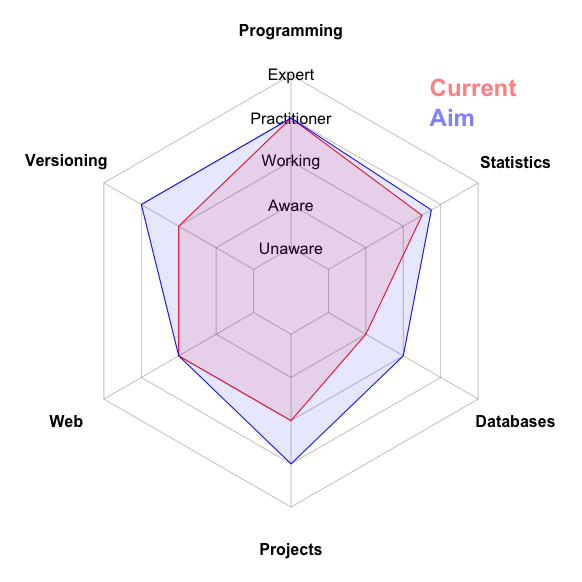 Programming
Expert
Current
Practitioner
Aim
Versioning
Working
Statistics
Aware
Unaware
Web
Databases
Projects